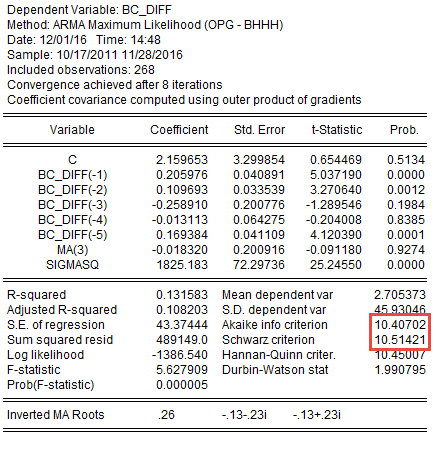 Dependent Variable: BC_DIFF
Method: ARMA Maximum Likelihood (OPG - BHHH)
Date: 12/01/16 Time: 14:48
Sample: 10/17/2011 11/28/2016
Included observations: 268
Convergence achieved after 8 iterations
Coefficient covariance computed using outer product of gradients
Variable Coefficient Std. Error t-Statistic Prob.
C 2.159653 3.299854 0.654469 0.5134
BC_DIFF(-1) 0.205976 0.040891 5.037190 0.0000
BC_DIFF(-2) 0.109693 0.033539 3.270640 0.0012
BC_DIFF(-3) -0.258910 0.200776 -1.289546 0.1984
BC_DIFF(-4) -0.013113 0.064275 -0.204008 0.8385
BC_DIFF(-5) 0.169384 0.041109 4.120390 0.0001
MA(3) -0.018320 0.200916 -0.091180 0.9274
SIGMASQ 1825.183 72.29736 25.24550 0.0000
R-squared 0.131583 Mean dependent var 2.705373
Adjusted R-squared 0.108203 S.D. dependent var 45.93046
S.E. of regression 43.37444 Akaike info criterion 10.40702
Sum squared resid 489149.0 Schwarz criterion 10.51421
Log likelihood -1386.540 Hannan-Quinn criter. 10.45007
F-statistic 5.627909 Durbin-Watson stat 1.990795
Prob(F-statistic) 0.000005
Inverted MA Roots .26 -.13-.23i -.13+.23i